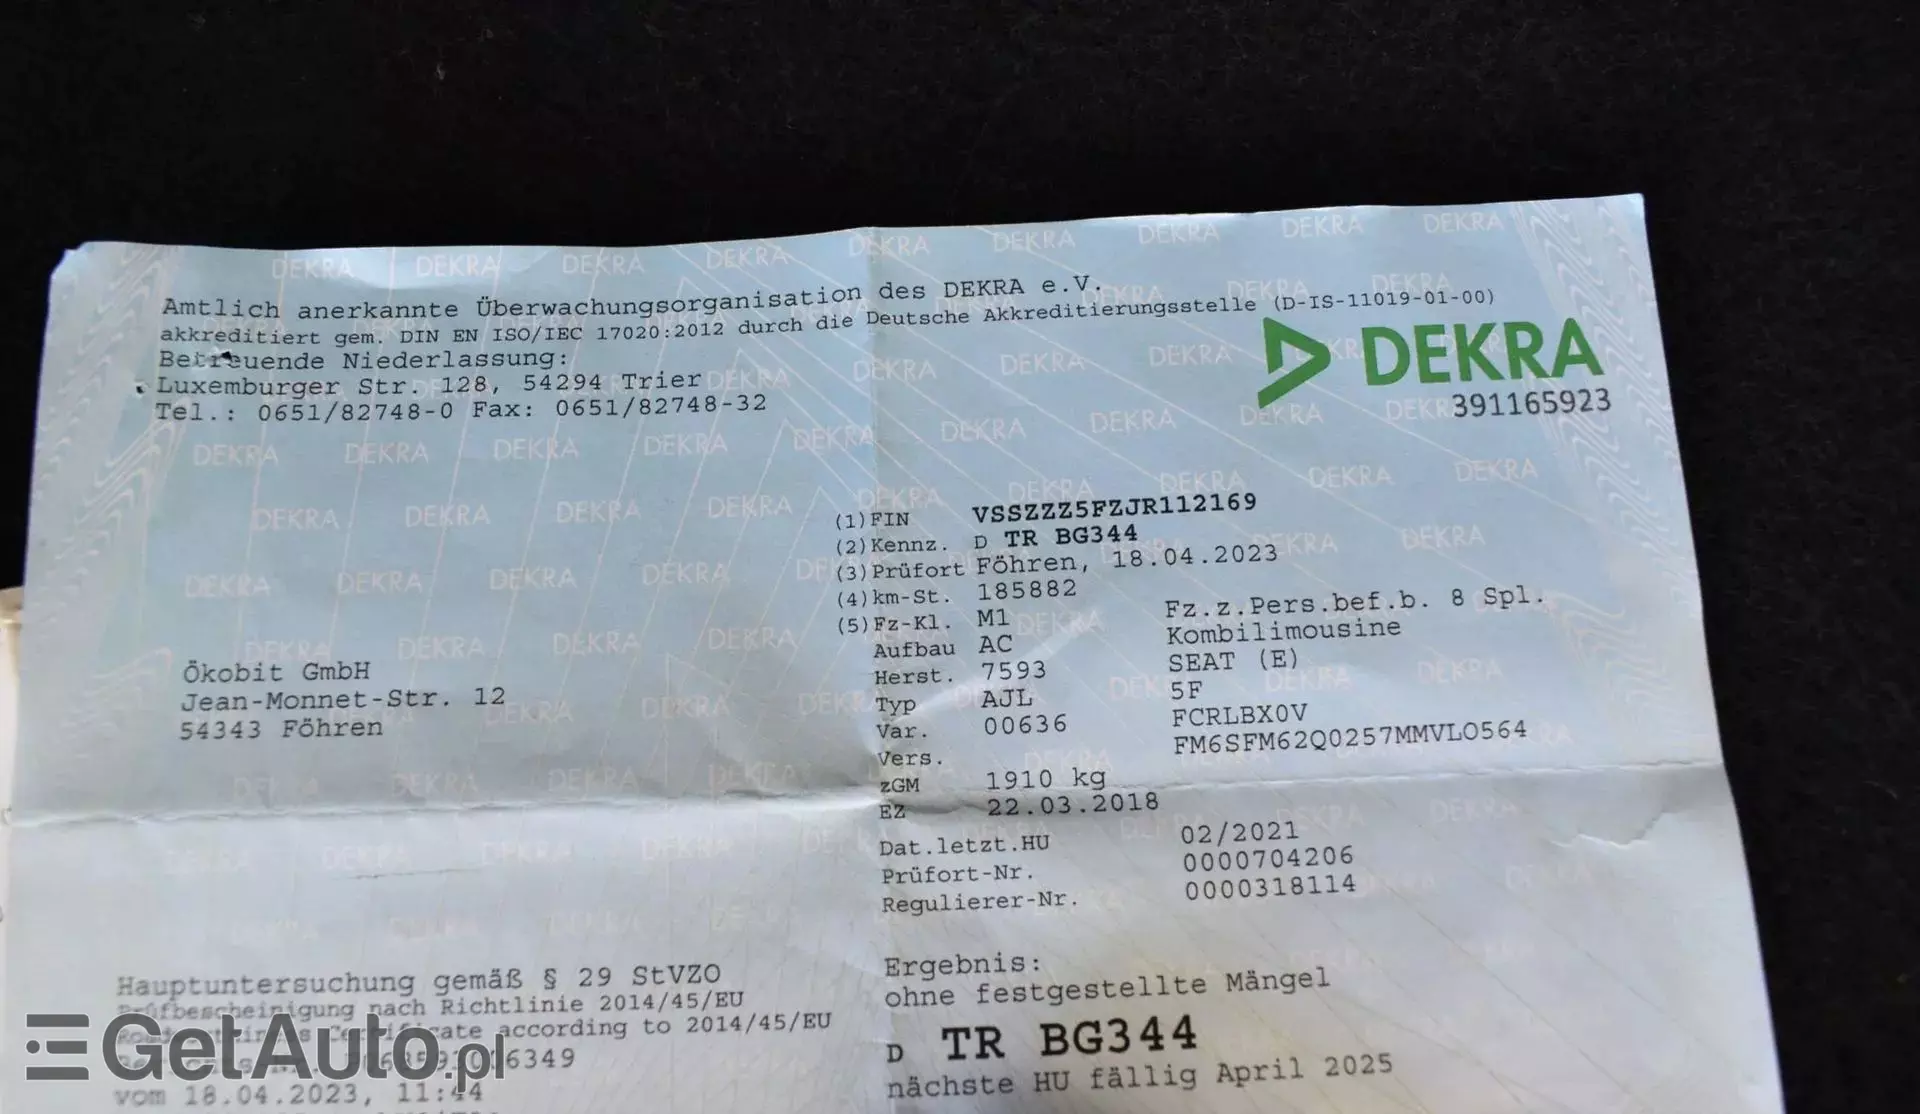 Amtlich anerkannte Überwachungsorganisation des DEKRA e.V.
akkreditiert gem. DIN EN ISO/IEC 17020:2012 durch die Deutsche Akkreditierungsstelle (D-IS-11019-01-00)
Betreuende Niederlassung:
Luxemburger Str. 128, 54294 Trier
Tel.: 0651/82748-0 Fax: 0651/82748-32
DEKRA
391165923
(1) FIN VSSZZZ5FZJR112169
(2) Kennz. D TR BG344
(3) Prüfort Föhren, 18.04.2023
(4) km-St. 185882
(5) Fz-Kl. M1 Fz.z.Pers.bef.b. 8 Spl.
Aufbau AC Kombilimousine
Herst. 7593 SEAT (E)
Typ AJL 5F
Var. 00636 FCRLBX0V
Vers. FM6SFM62Q0257MMVLO564
zGM 1910 kg
EZ 22.03.2018
Dat.letzt.HU 02/2021
Prüfort-Nr. 0000704206
Regulierer-Nr. 0000318114
Ökobit GmbH
Jean-Monnet-Str. 12
54343 Föhren
Hauptuntersuchung gemäß § 29 StVZO
Prüfbescheinigung nach Richtlinie 2014/45/EU
Certificate according to 2014/45/EU
vom 18.04.2023, 11:44
Ergebnis:
ohne festgestellte Mängel
D TR BG344
nächste HU fällig April 2025
GetAuto.pl